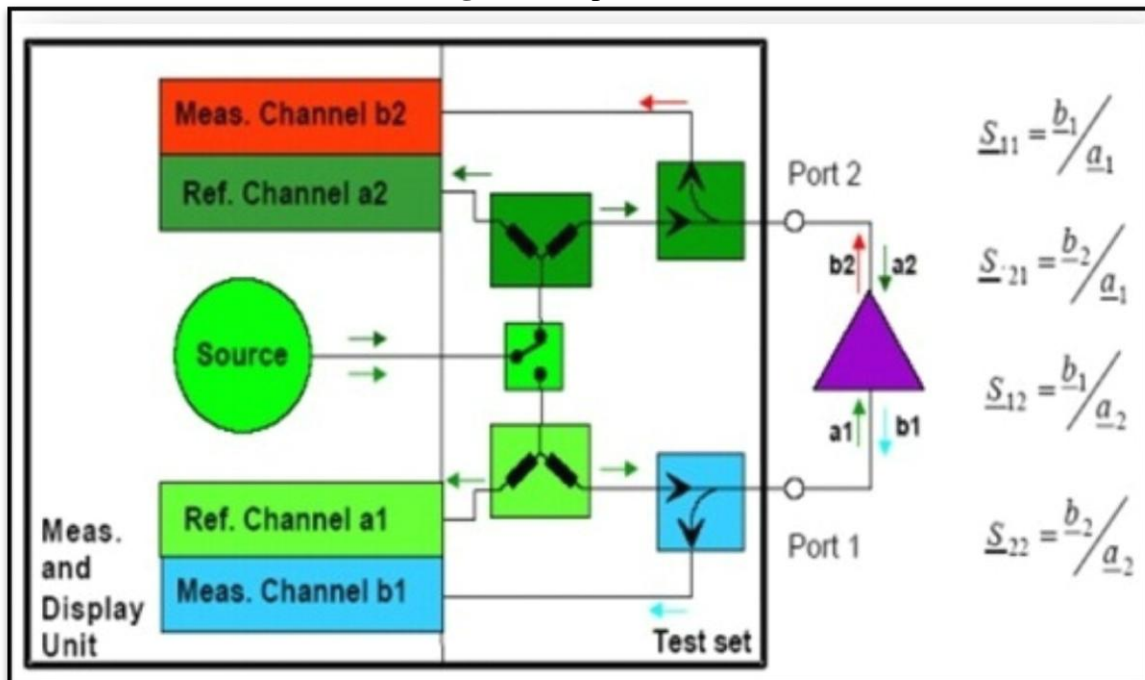 Meas. Channel b2
Ref. Channel a2
Source
Ref. Channel a1
Meas. Channel b1
Meas.
and
Display
Unit
Test set
Port 2
b2
a2
a1
b1
Port 1
S11 = b1/a1
S21 = b2/a1
S12 = b1/a2
S22 = b2/a2